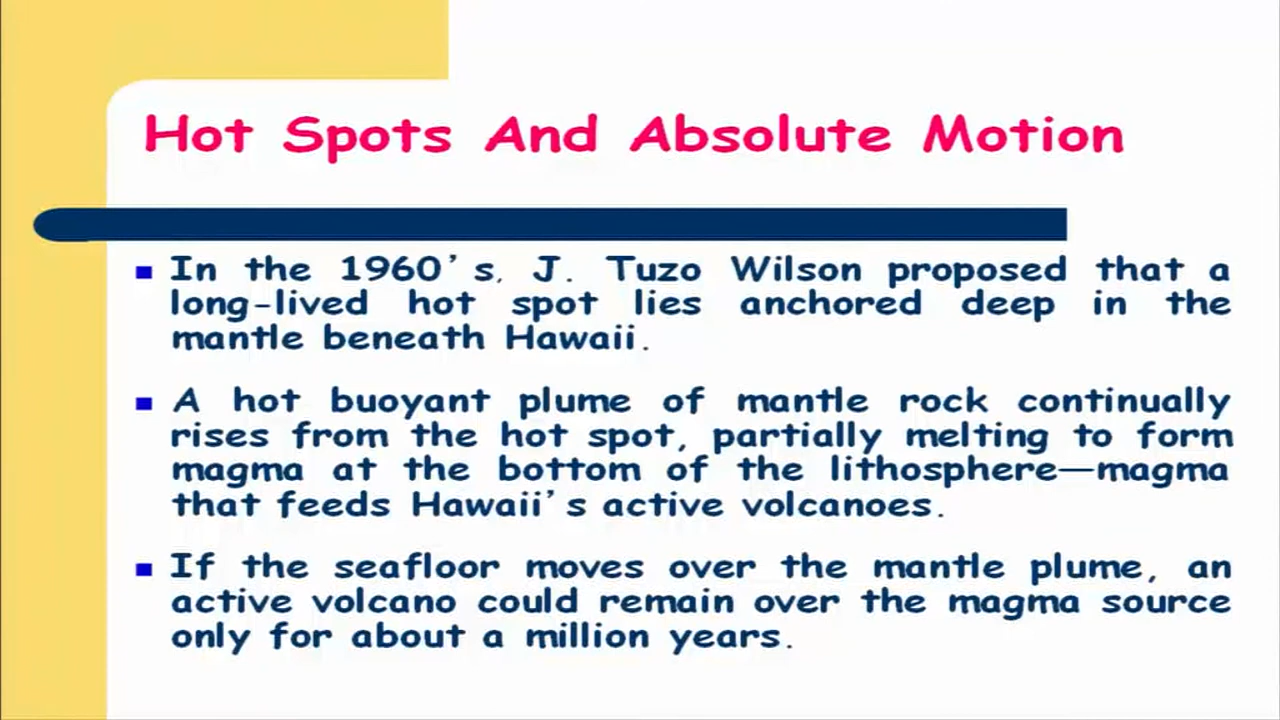 Hot Spots And Absolute Motion
In the 1960's, J. Tuzo Wilson proposed that a
long-lived hot spot lies anchored deep in the
mantle beneath Hawaii.
A hot buoyant plume of mantle rock continually
rises from the hot spot, partially melting to form
magma at the bottom of the lithosphere—magma
that feeds Hawaii's active volcanoes.
If the seafloor moves over the mantle plume, an
active volcano could remain over the magma source
only for about a million years.